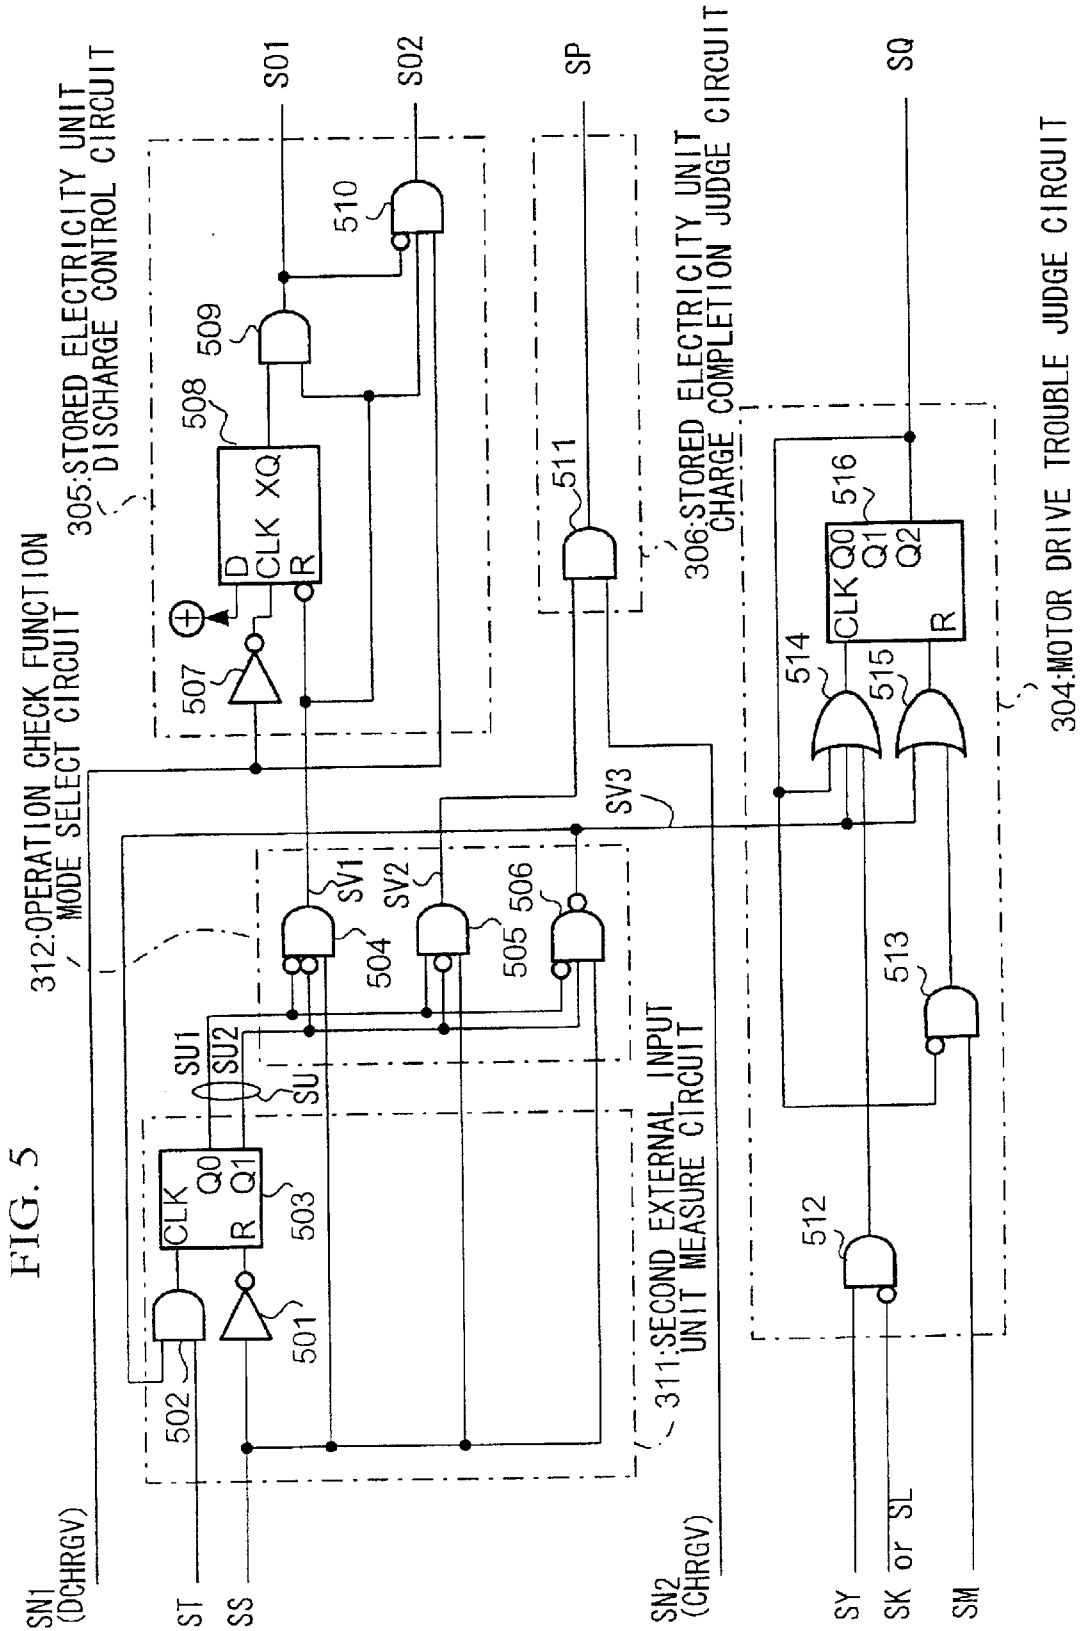 FIG. 5
SN1
(DCHRGV)
ST
SS
502
501
CLK
Q0
R
Q1
503
311:SECOND EXTERNAL INPUT
UNIT MEASURE CIRCUIT
SU1
SU2
SU
312:OPERATION CHECK FUNCTION
MODE SELECT CIRCUIT
504
SV1
505
SV2
506
SV3
305:STORED ELECTRICITY UNIT
DISCHARGE CONTROL CIRCUIT
507
D
CLK XQ
R
508
509
510
SO1
SO2
SN2
(CHRGV)
511
SP
306:STORED ELECTRICITY UNIT
CHARGE COMPLETION JUDGE CIRCUIT
SY
SK or SL
SM
512
513
514
515
CLK Q0
Q1
R Q2
516
SQ
304:MOTOR DRIVE TROUBLE JUDGE CIRCUIT